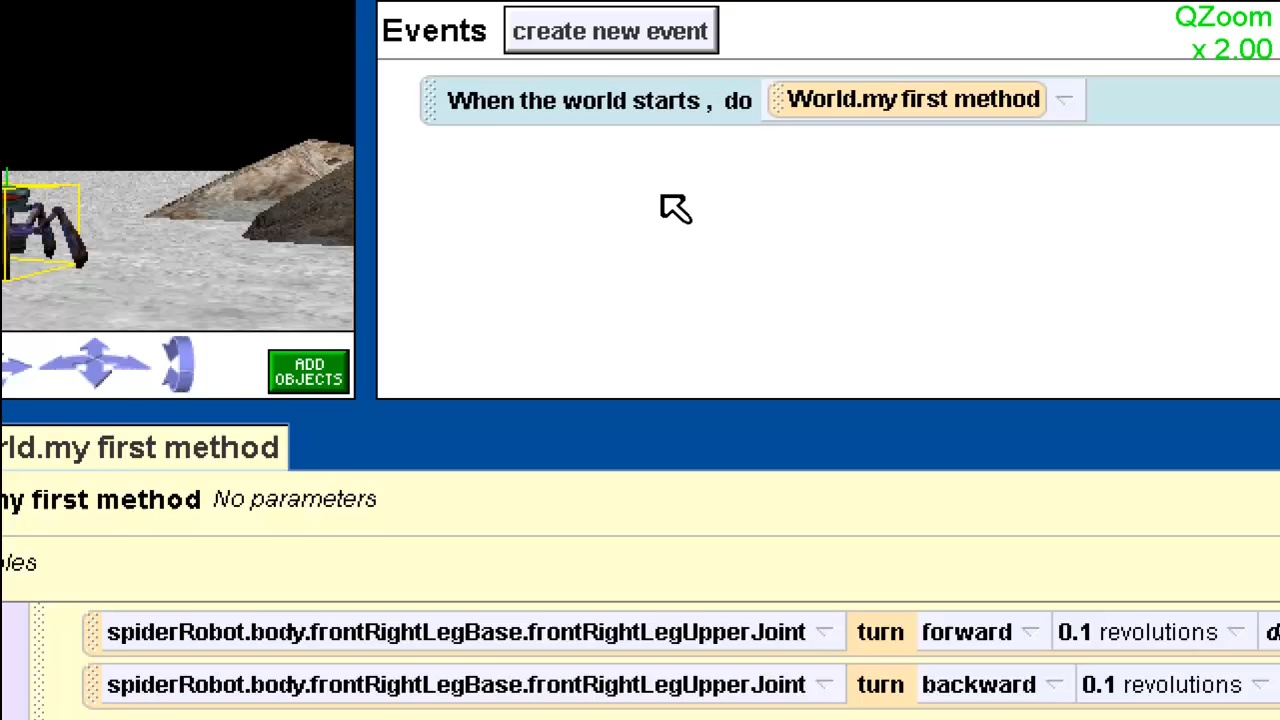 Events create new event
QZoom
x 2.00
When the world starts , do World.my first method
ADD
OBJECTS
rld.my first method
my first method No parameters
bles
spiderRobot.body.frontRightLegBase.frontRightLegUpperJoint turn forward 0.1 revolutions d
spiderRobot.body.frontRightLegBase.frontRightLegUpperJoint turn backward 0.1 revolutions